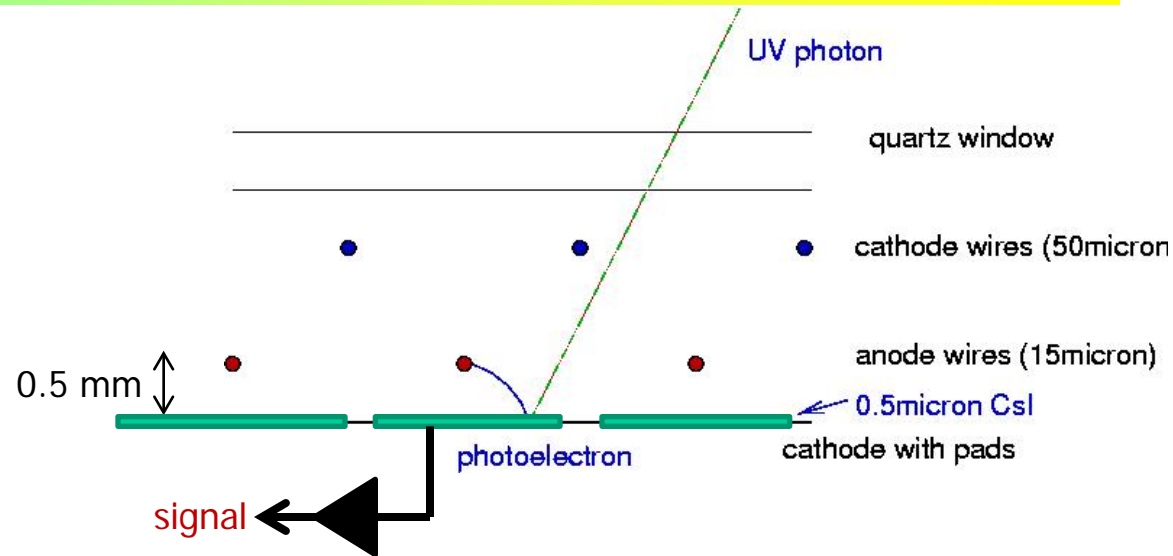 UV photon
quartz window
cathode wires (50micron
anode wires (15micron)
0.5 mm
0.5micron CsI
cathode with pads
photoelectron
signal